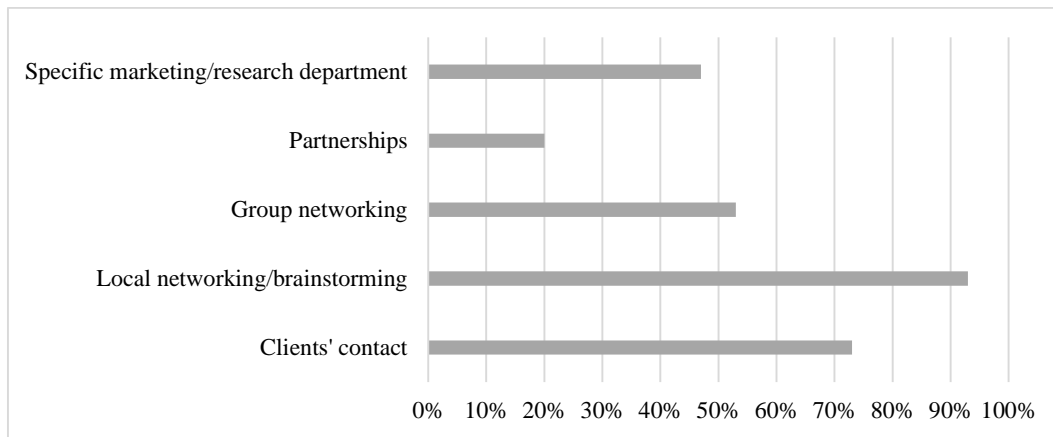 Specific marketing/research department
Partnerships
Group networking
Local networking/brainstorming
Clients' contact
0% 10% 20% 30% 40% 50% 60% 70% 80% 90% 100%